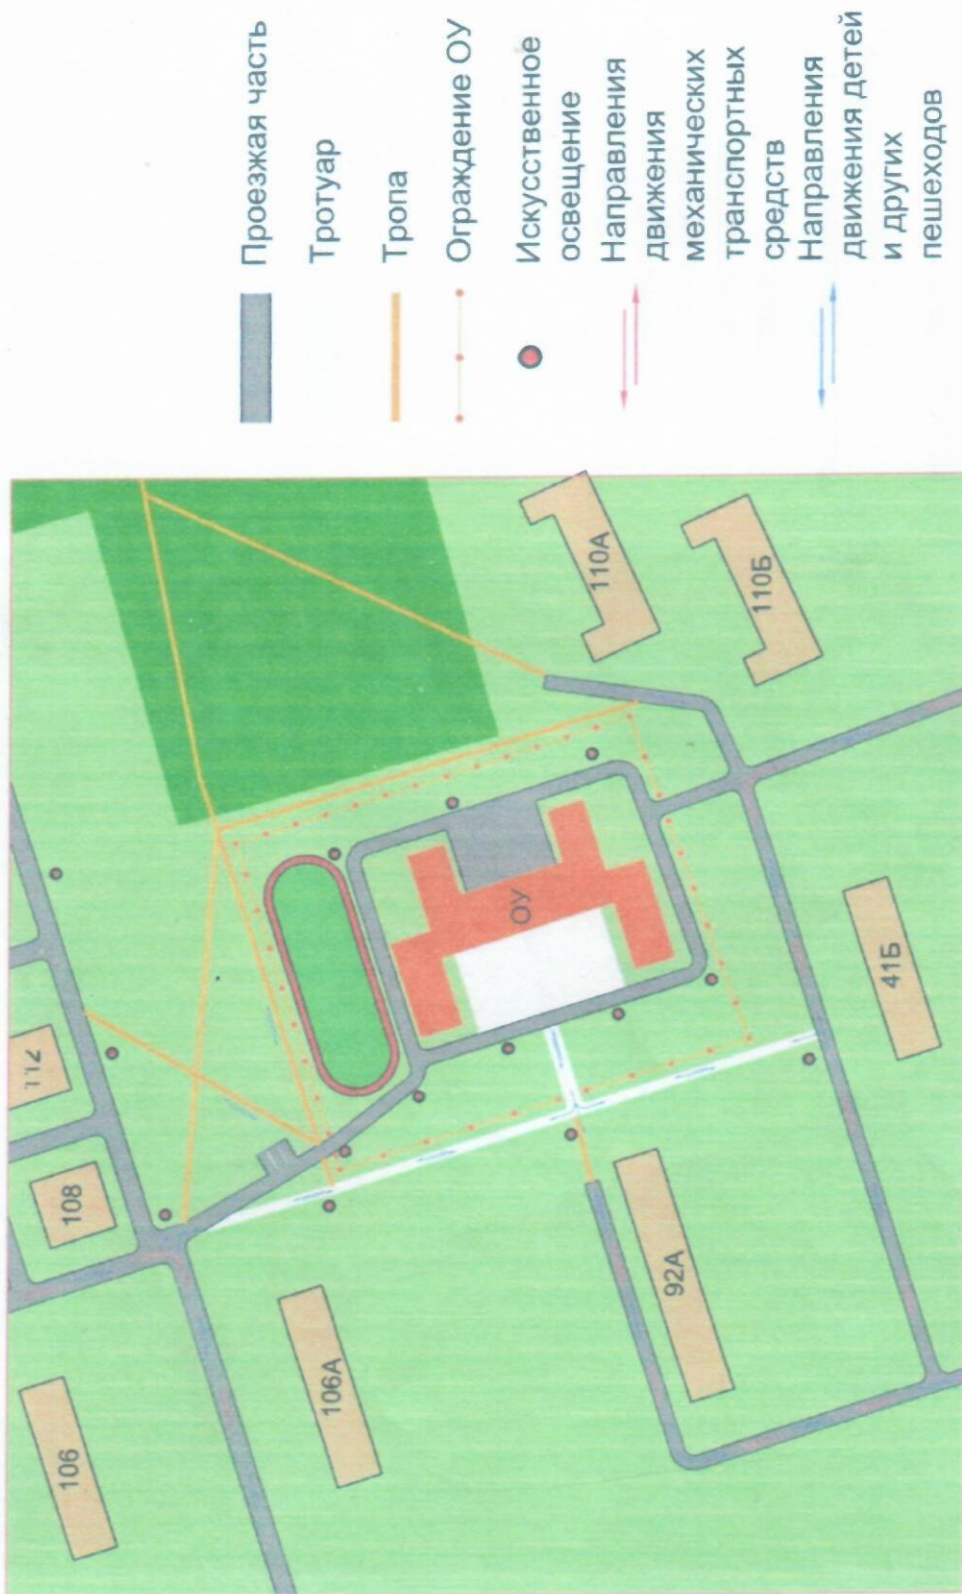 Проезжая часть
Тротуар
Тропа
Ограждение ОУ
Искусственное
освещение
Направления
движения
механических
транспортных
средств
Направления
движения детей
и других
пешеходов
106
108
106А
92А
ОУ
41Б
110А
110Б